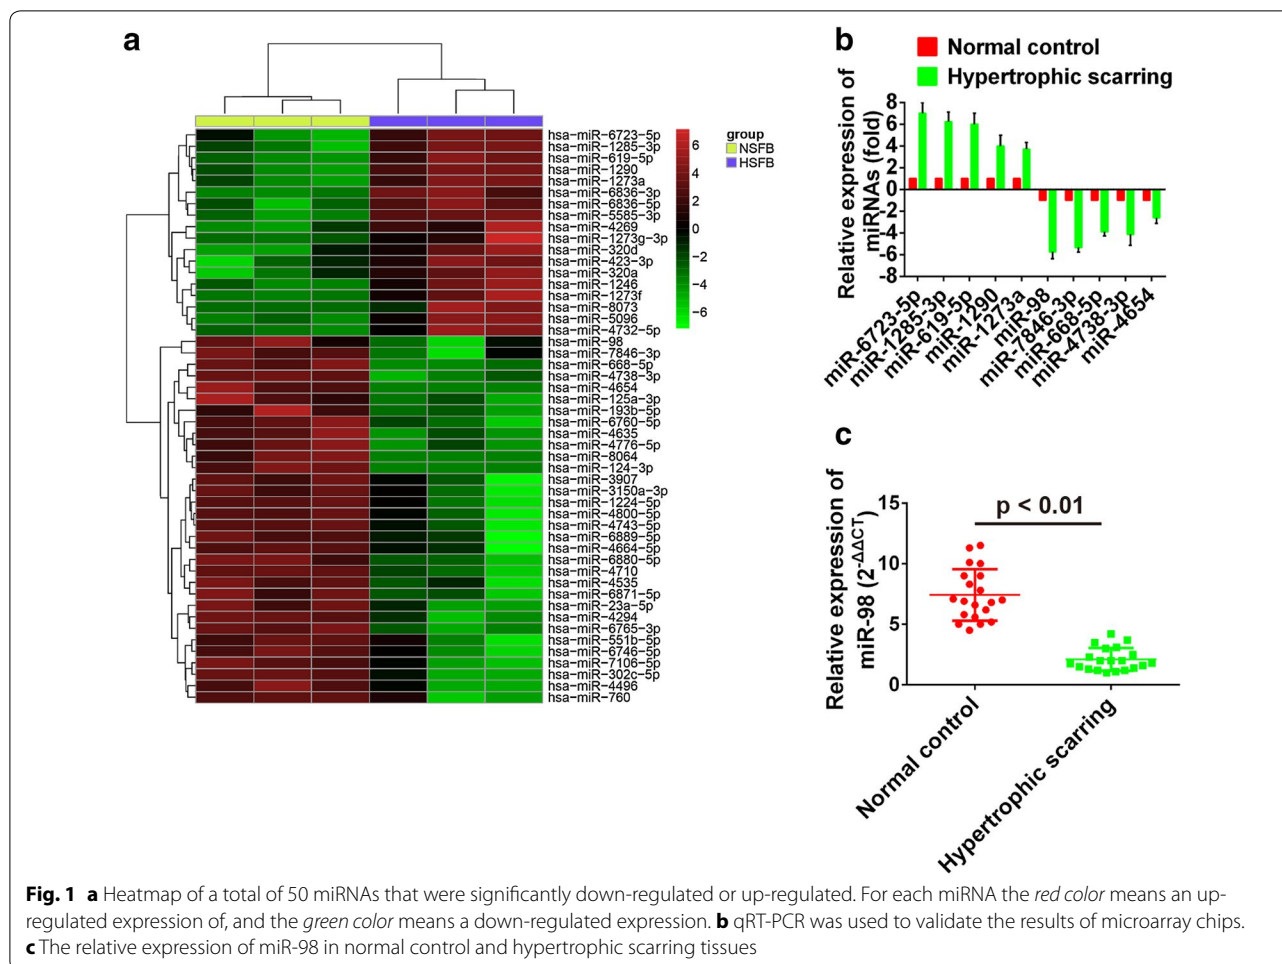 a
group
NSFB
HSFB
6
4
2
0
−2
−4
−6
hsa−miR−6723−5p
hsa−miR−1285−3p
hsa−miR−619−5p
hsa−miR−1290
hsa−miR−1273a
hsa−miR−6836−3p
hsa−miR−6836−5p
hsa−miR−5585−3p
hsa−miR−4269
hsa−miR−1273g−3p
hsa−miR−320d
hsa−miR−423−3p
hsa−miR−320a
hsa−miR−1246
hsa−miR−1273f
hsa−miR−8073
hsa−miR−5096
hsa−miR−4732−5p
hsa−miR−98
hsa−miR−7846−3p
hsa−miR−668−5p
hsa−miR−4738−3p
hsa−miR−4654
hsa−miR−125a−3p
hsa−miR−193b−5p
hsa−miR−6760−5p
hsa−miR−4635
hsa−miR−4776−5p
hsa−miR−8064
hsa−miR−124−3p
hsa−miR−3907
hsa−miR−3150a−3p
hsa−miR−1224−5p
hsa−miR−4800−5p
hsa−miR−4743−5p
hsa−miR−6889−5p
hsa−miR−4664−5p
hsa−miR−6880−5p
hsa−miR−4710
hsa−miR−4535
hsa−miR−6871−5p
hsa−miR−23a−5p
hsa−miR−4294
hsa−miR−6765−3p
hsa−miR−551b−5p
hsa−miR−6746−5p
hsa−miR−7106−5p
hsa−miR−302c−5p
hsa−miR−4496
hsa−miR−760
b
Normal control
Hypertrophic scarring
Relative expression of
miRNAs (fold)
8
6
4
2
0
-2
-4
-6
-8
miR-6723-5p
miR-1285-3p
miR-619-5p
miR-1290
miR-1273a
miR-98
miR-7846-3p
miR-668-5p
miR-4738-3p
miR-4654
c
Relative expression of
miR-98 (2-ΔΔCT)
15
10
5
0
p < 0.01
Normal control
Hypertrophic scarring
Fig. 1 a Heatmap of a total of 50 miRNAs that were significantly down-regulated or up-regulated. For each miRNA the red color means an up-
regulated expression of, and the green color means a down-regulated expression. b qRT-PCR was used to validate the results of microarray chips.
c The relative expression of miR-98 in normal control and hypertrophic scarring tissues